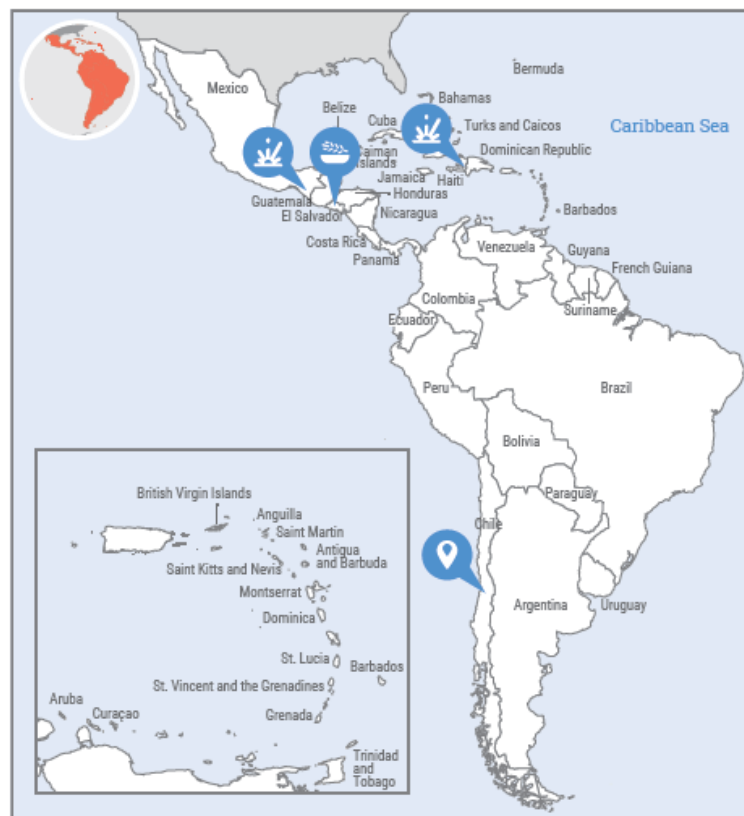 Bermuda
Mexico
Belize
Bahamas
Cuba
Turks and Caicos
Caribbean Sea
Caiman
Islands
Dominican Republic
Jamaica
Haiti
Honduras
Guatemala
El Salvador
Nicaragua
Barbados
Costa Rica
Panama
Venezuela
Guyana
French Guiana
Colombia
Suriname
Ecuador
Peru
Brazil
Bolivia
Paraguay
Chile
Argentina
Uruguay
British Virgin Islands
Anguilla
Saint Martin
Antigua
and Barbuda
Saint Kitts and Nevis
Montserrat
Dominica
St. Lucia
Barbados
St. Vincent and the Grenadines
Aruba
Curaçao
Grenada
Trinidad
and
Tobago